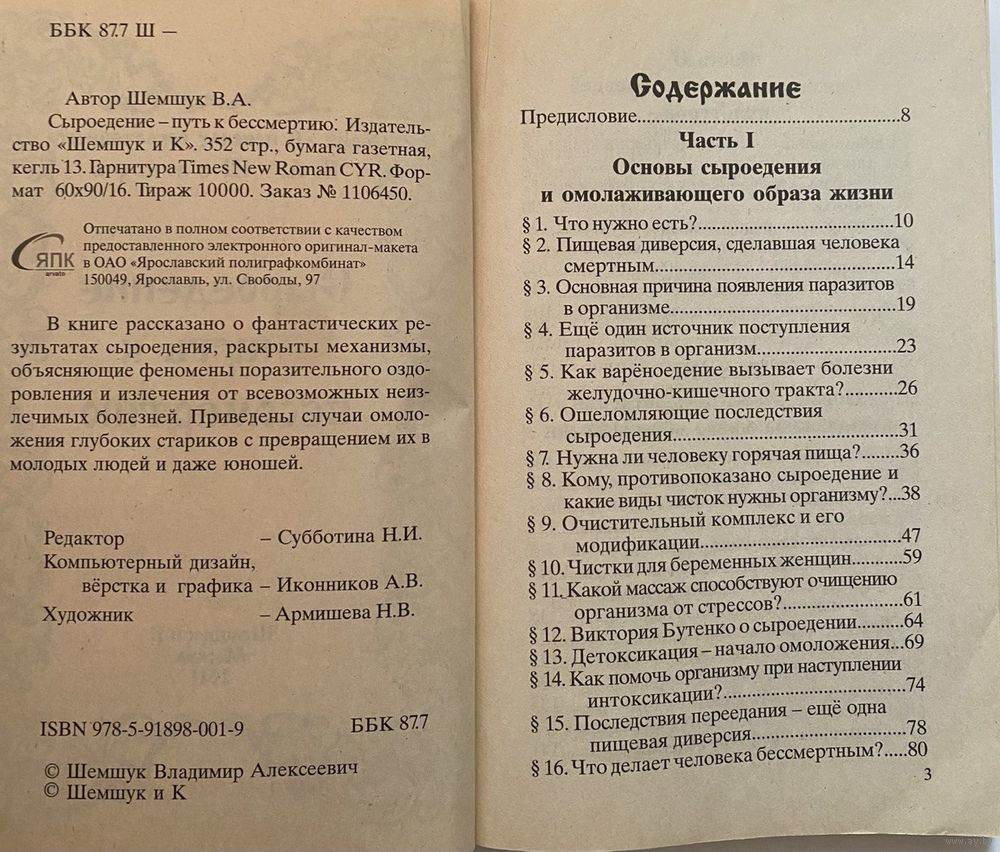 ББК 87.7 Ш —
Автор Шемшук В.А.
Сыроедение – путь к бессмертию: Издатель-
ство «Шемшук и К». 352 стр., бумага газетная,
кегль 13. Гарнитура Times New Roman CYR. Фор-
мат 60x90/16. Тираж 10000. Заказ № 1106450.
ЯПК
arvato
Отпечатано в полном соответствии с качеством
предоставленного электронного оригинал-макета
в ОАО «Ярославский полиграфкомбинат»
150049, Ярославль, ул. Свободы, 97
В книге рассказано о фантастических ре-
зультатах сыроедения, раскрыты механизмы,
объясняющие феномены поразительного оздо-
ровления и излечения от всевозможных неиз-
лечимых болезней. Приведены случаи омоло-
жения глубоких стариков с превращением их в
молодых людей и даже юношей.
Редактор – Субботина Н.И.
Компьютерный дизайн,
вёрстка и графика – Иконников А.В.
Художник – Армишева Н.В.
ISBN 978-5-91898-001-9 ББК 87.7
© Шемшук Владимир Алексеевич
© Шемшук и К
Содержание
Предисловие...............................................8
Часть I
Основы сыроедения
и омолаживающего образа жизни
§ 1. Что нужно есть?...................................10
§ 2. Пищевая диверсия, сделавшая человека
смертным...........................................14
§ 3. Основная причина появления паразитов
в организме........................................19
§ 4. Ещё один источник поступления
паразитов в организм.........................23
§ 5. Как варёноедение вызывает болезни
желудочно-кишечного тракта?..........26
§ 6. Ошеломляющие последствия
сыроедения........................................31
§ 7. Нужна ли человеку горячая пища?........36
§ 8. Кому, противопоказано сыроедение и
какие виды чисток нужны организму?...38
§ 9. Очистительный комплекс и его
модификации....................................47
§ 10. Чистки для беременных женщин..............59
§ 11. Какой массаж способствуют очищению
организма от стрессов?......................61
§ 12. Виктория Бутенко о сыроедении.............64
§ 13. Детоксикация – начало омоложения...69
§ 14. Как помочь организму при наступлении
интоксикации?.................................74
§ 15. Последствия переедания – ещё одна
пищевая диверсия............................78
§ 16. Что делает человека бессмертным?.....80
3